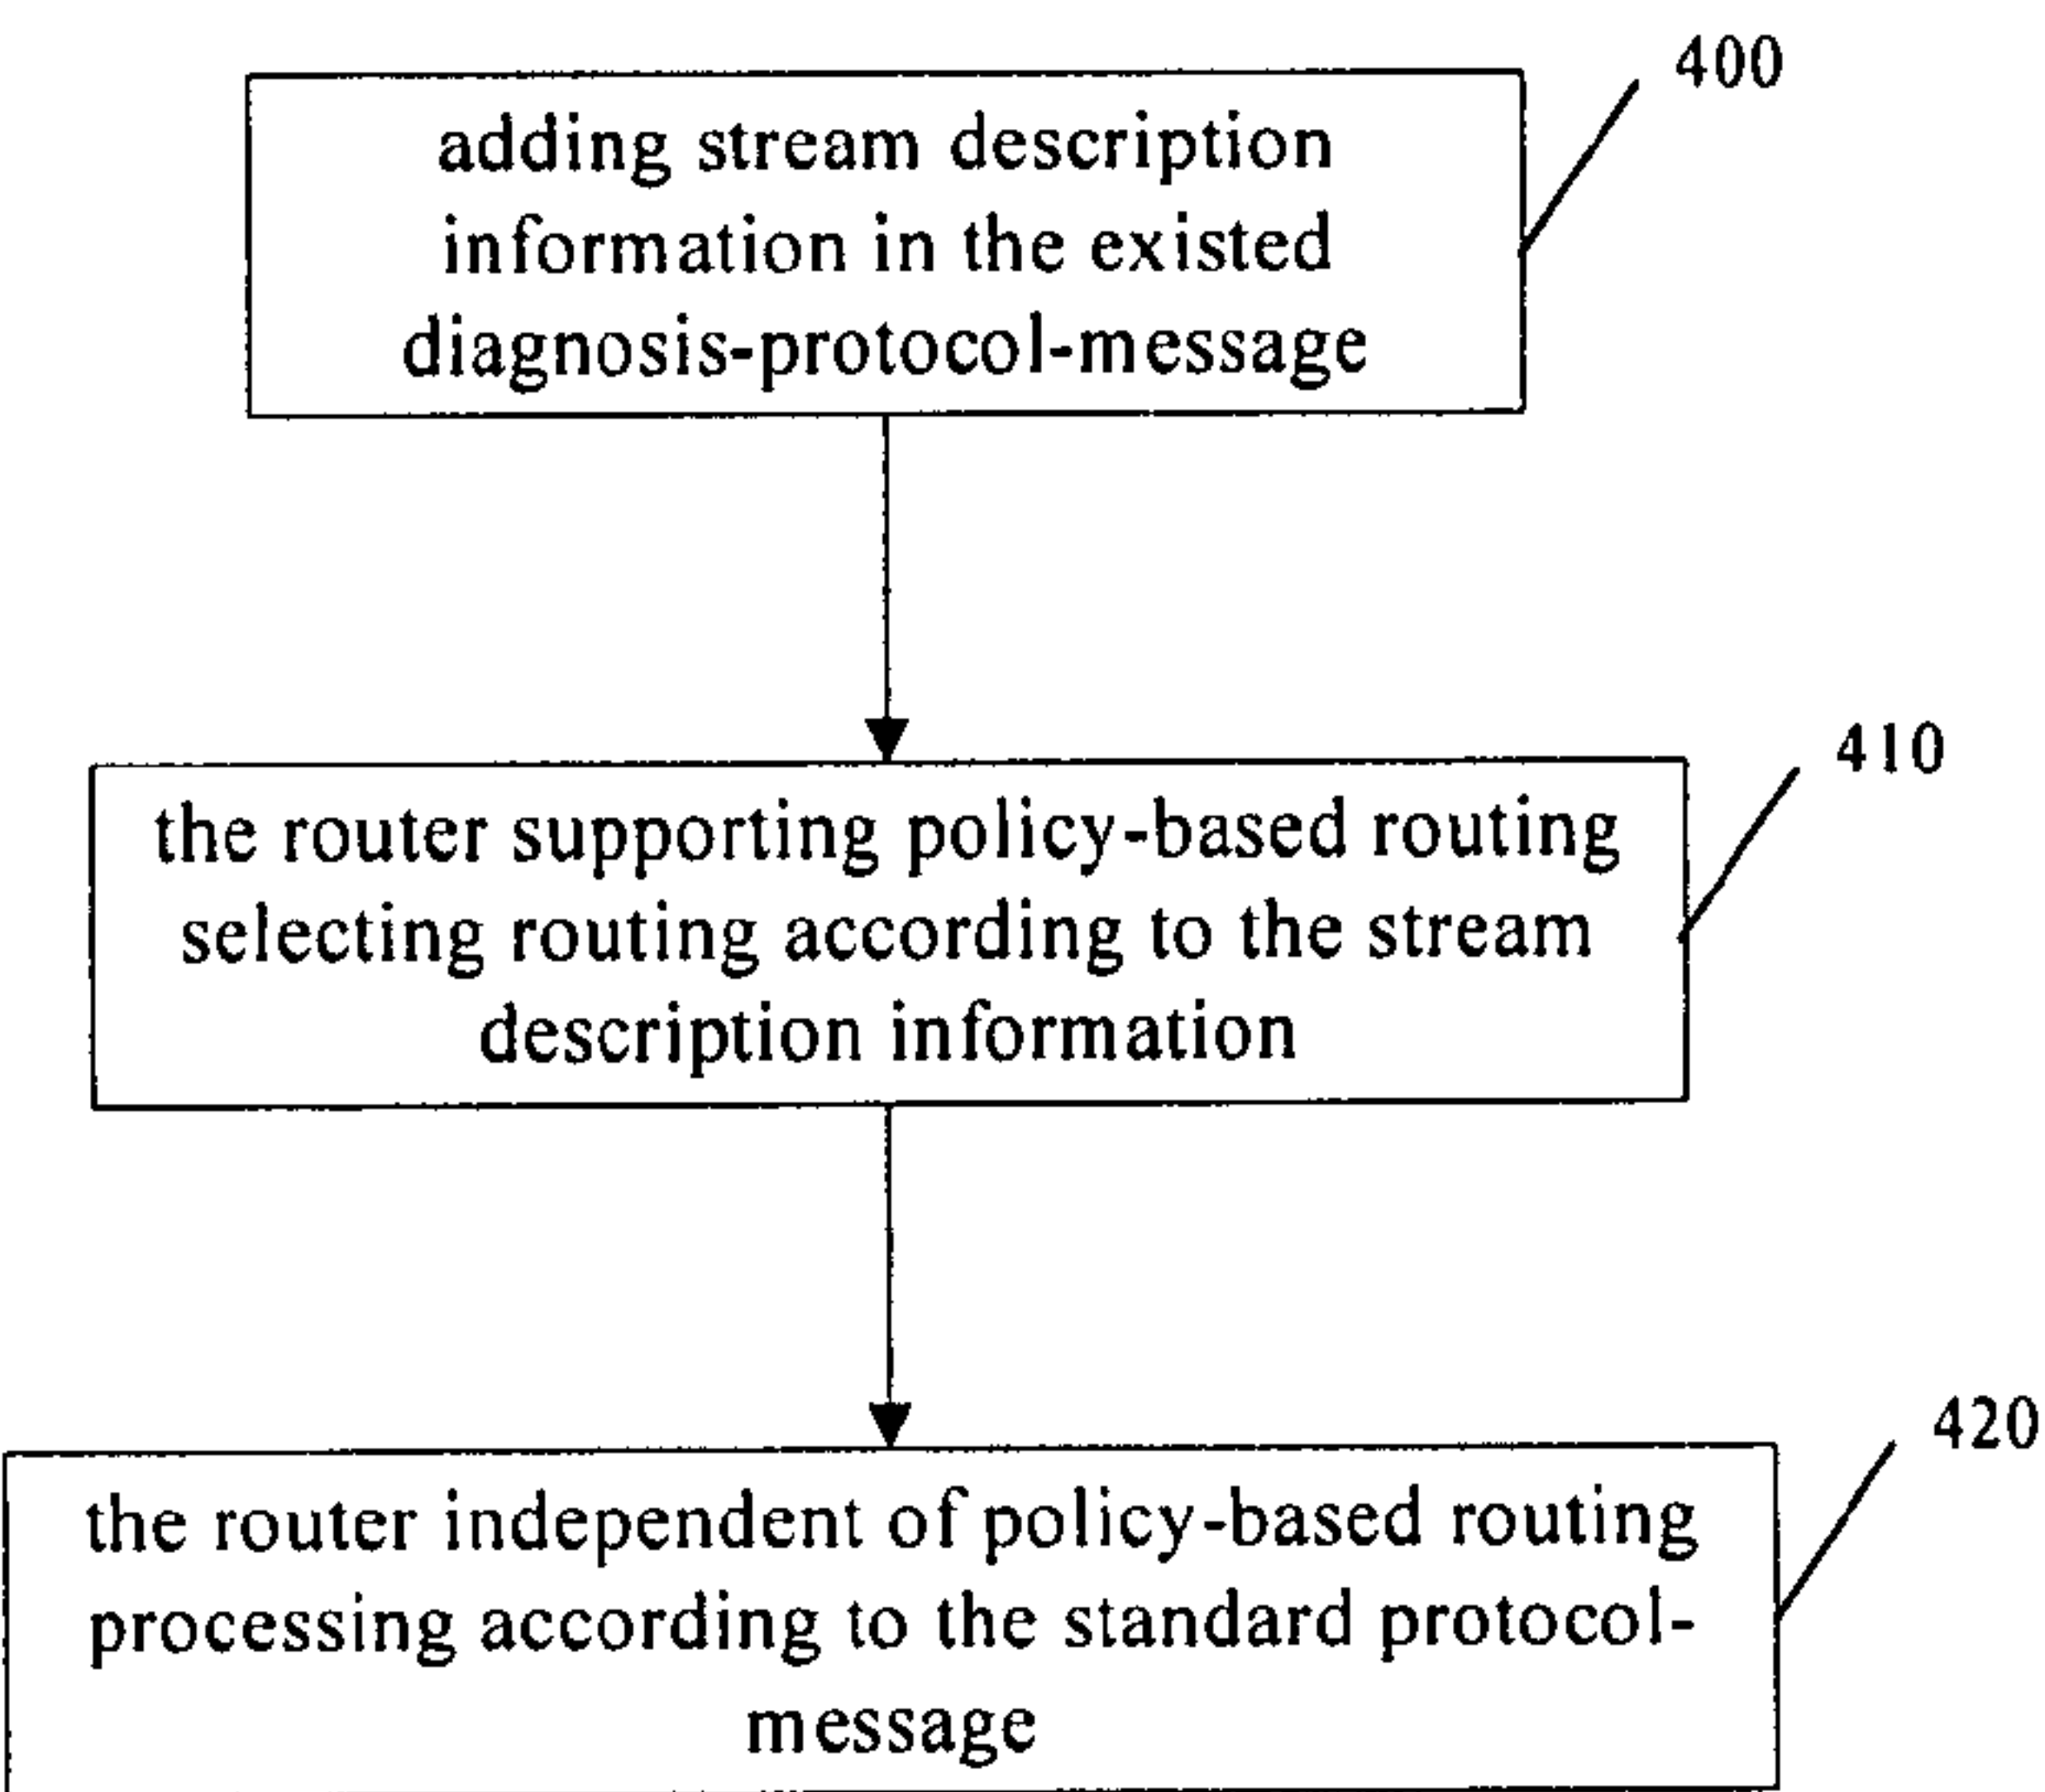 400
adding stream description
information in the existed
diagnosis-protocol-message
410
the router supporting policy-based routing
selecting routing according to the stream
description information
420
the router independent of policy-based routing
processing according to the standard protocol-
message